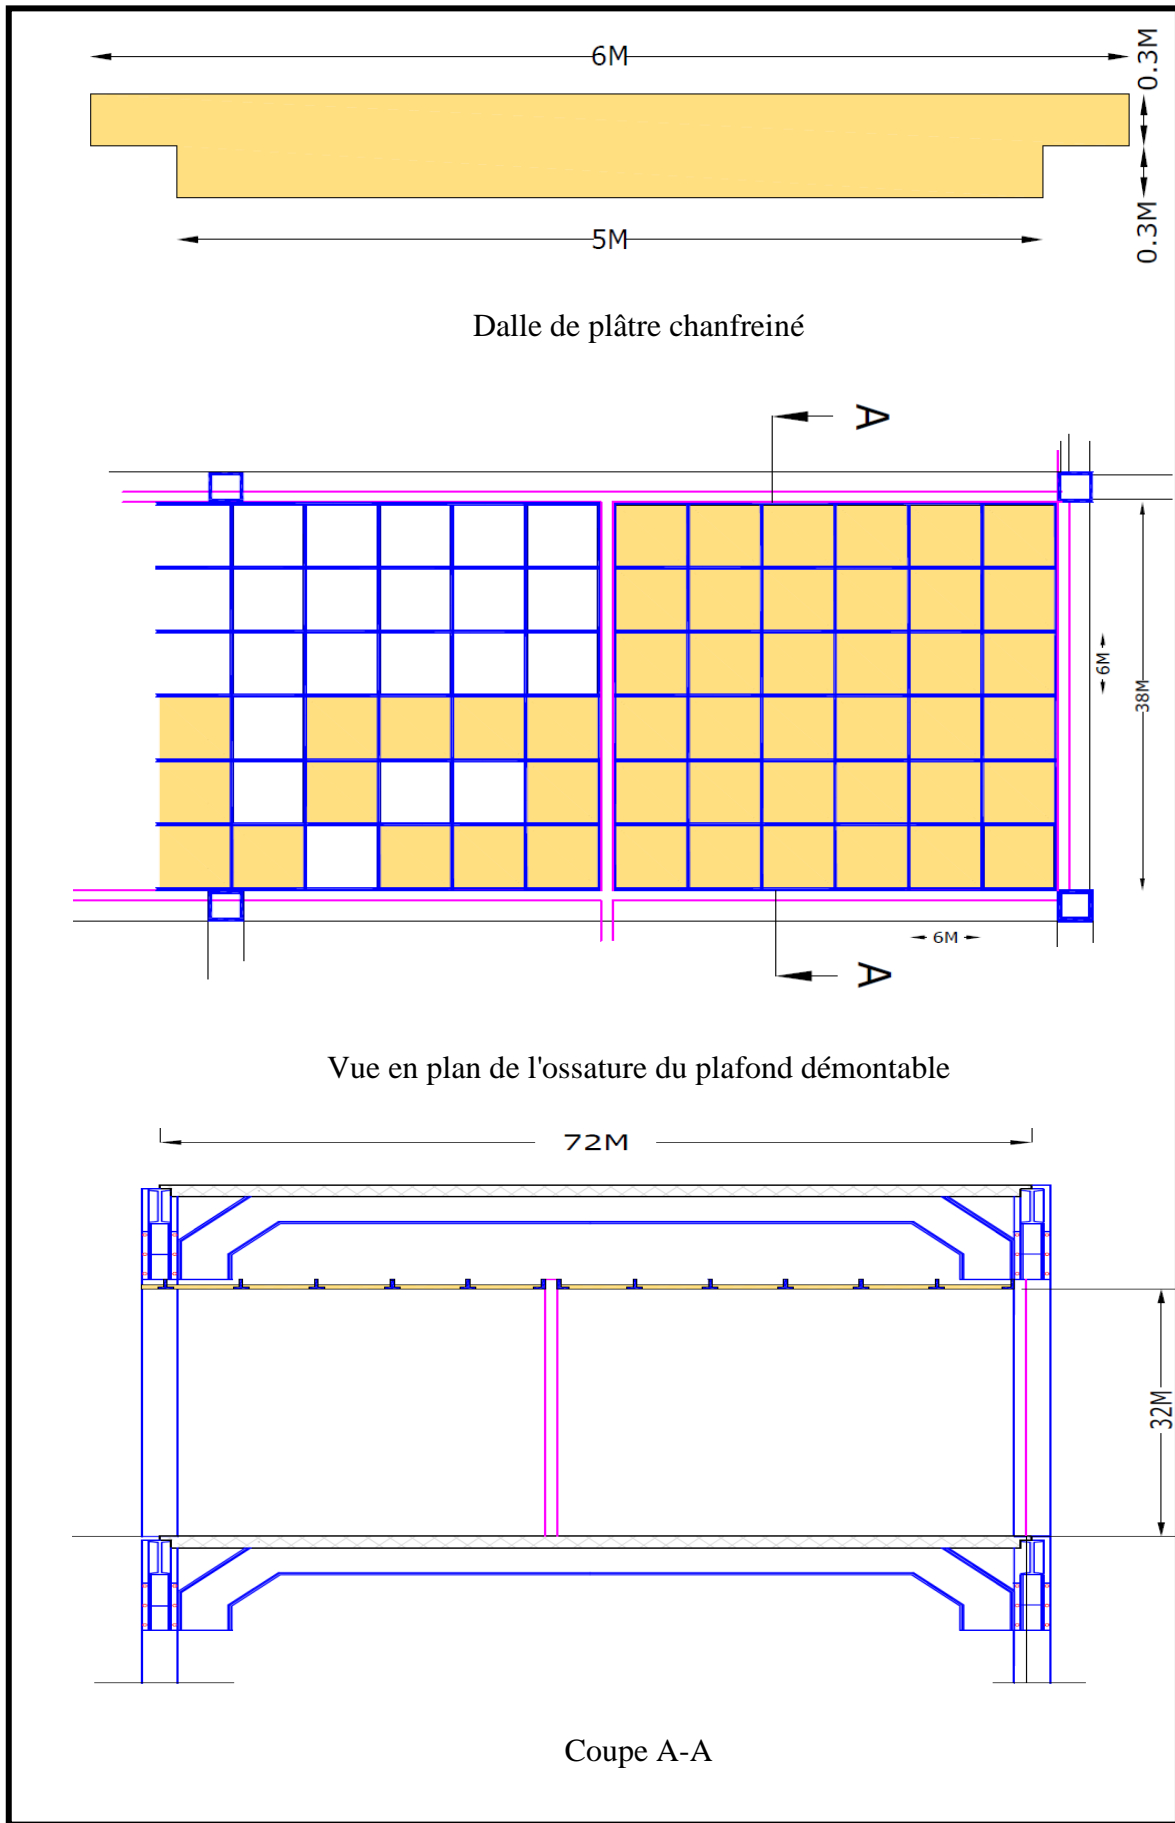 6M
0.3M
0.3M
5M
Dalle de plâtre chanfreiné
A
6M
38M
6M
A
Vue en plan de l'ossature du plafond démontable
72M
32M
Coupe A-A